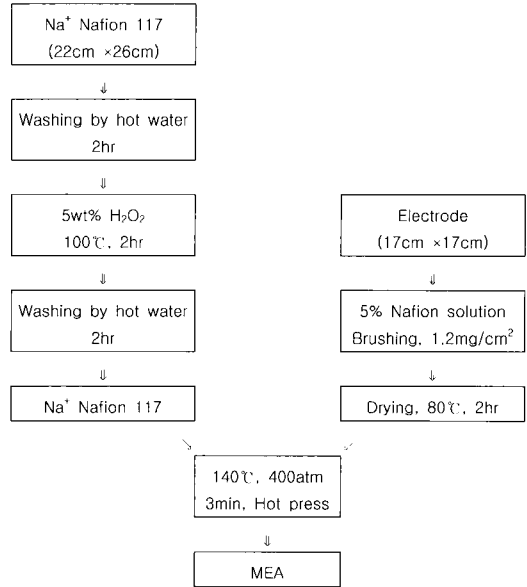 Na⁺ Nafion 117
(22cm ×26cm)
⇓
Washing by hot water
2hr
⇓
5wt% H₂O₂
100℃, 2hr
⇓
Washing by hot water
2hr
⇓
Na⁺ Nafion 117
Electrode
(17cm ×17cm)
⇓
5% Nafion solution
Brushing, 1.2mg/cm²
⇓
Drying, 80℃, 2hr
↘ ↙
140℃, 400atm
3min, Hot press
⇓
MEA